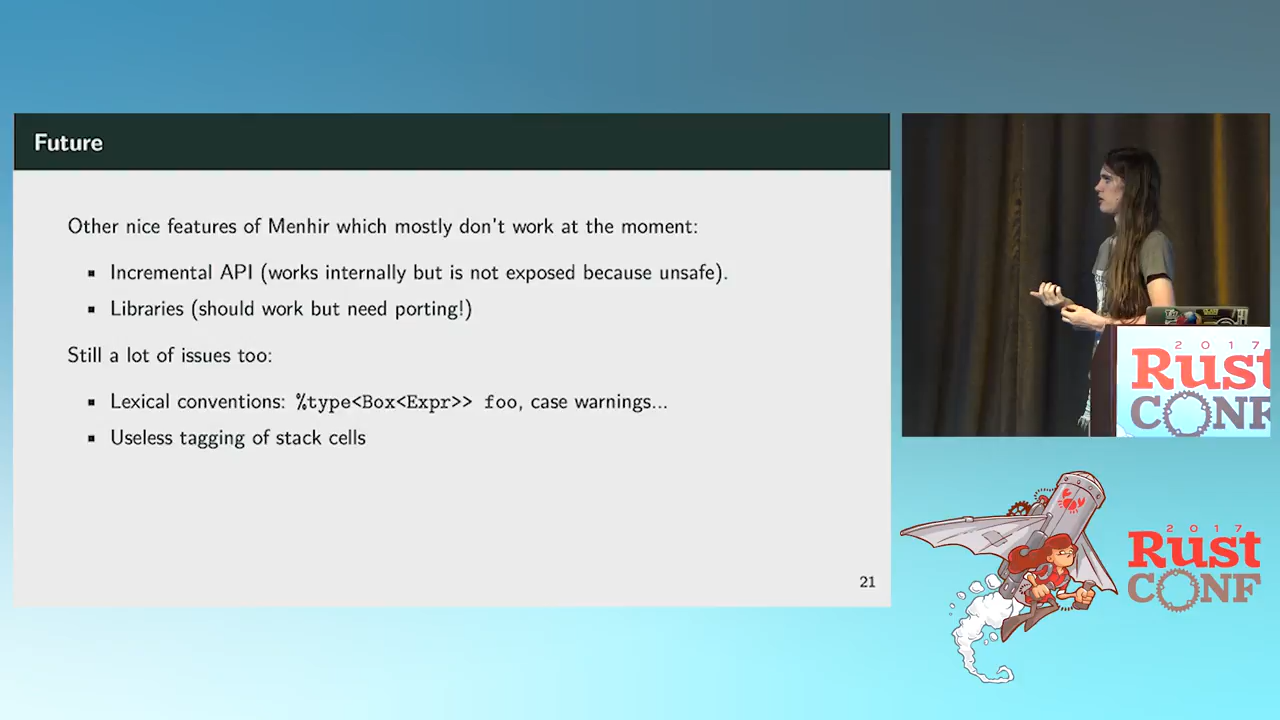 Future
Other nice features of Menhir which mostly don't work at the moment:
▪ Incremental API (works internally but is not exposed because unsafe).
▪ Libraries (should work but need porting!)
Still a lot of issues too:
▪ Lexical conventions: %type<Box<Expr>> foo, case warnings...
▪ Useless tagging of stack cells
21
2017
Rust
CONF
2017
Rust
CONF